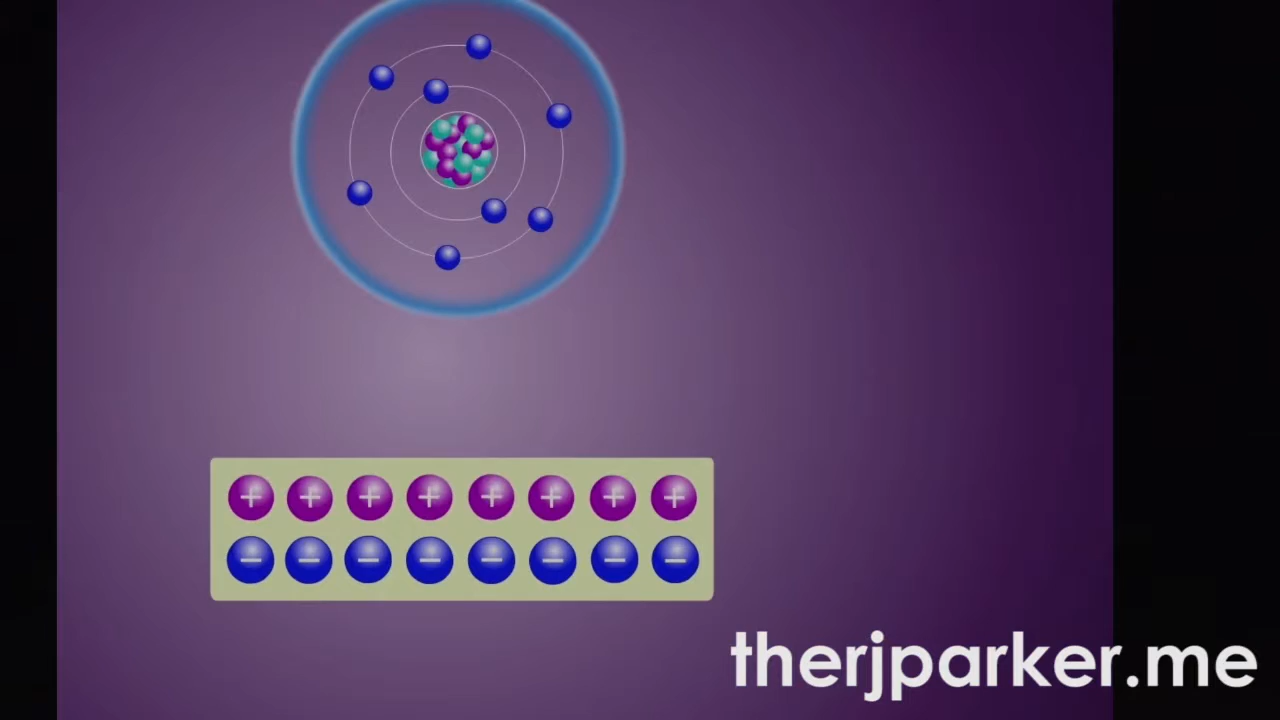 + + + + + + + +
− − − − − − − −
therjparker.me